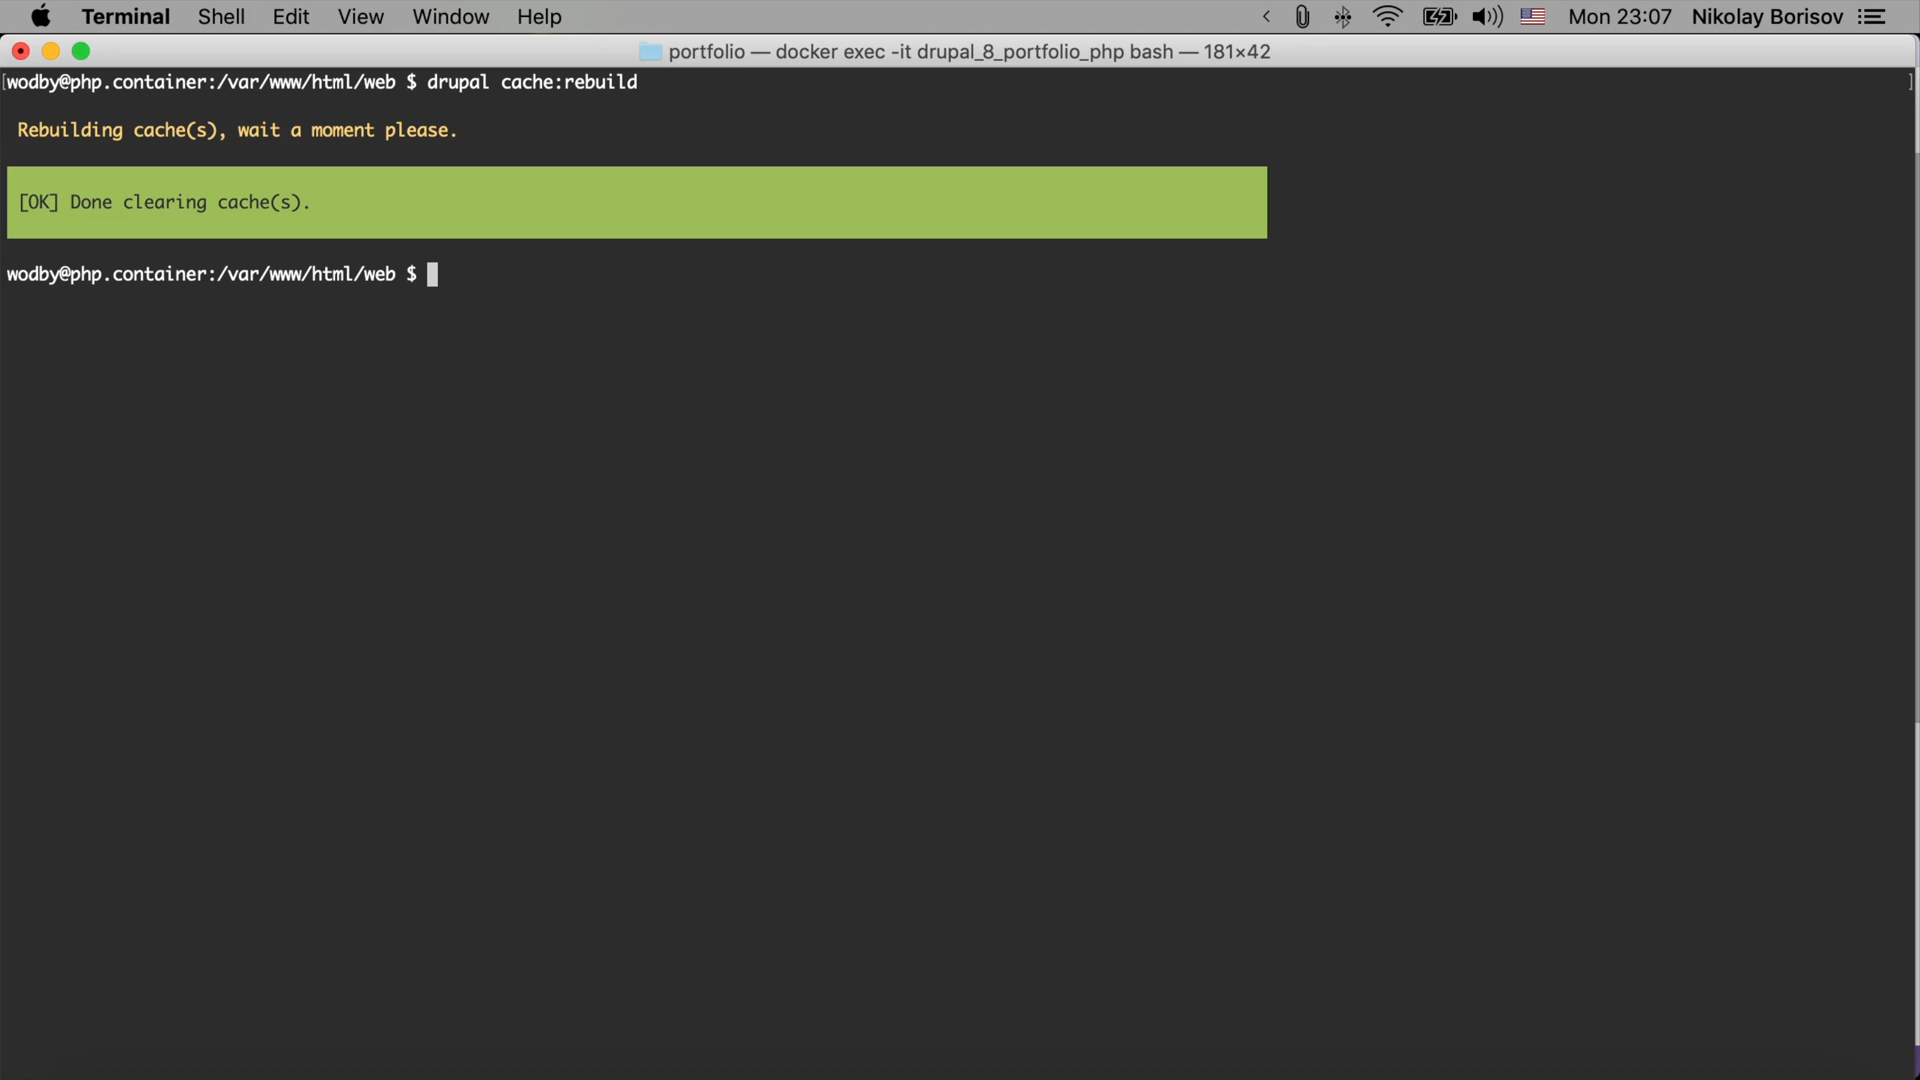 Terminal Shell Edit View Window Help Mon 23:07 Nikolay Borisov
portfolio — docker exec -it drupal_8_portfolio_php bash — 181×42
[wodby@php.container:/var/www/html/web $ drupal cache:rebuild ]
Rebuilding cache(s), wait a moment please.
[OK] Done clearing cache(s).
wodby@php.container:/var/www/html/web $